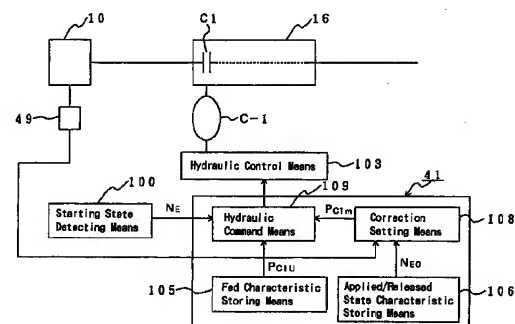 10
C1
16
49
C-1
Hydraulic Control Means
103
100
109
41
Starting State
Detecting Means
NE
Hydraulic
Command Means
PC1m
Correction
Setting Means
108
PC1U
NEO
105
Fed Characteristic
Storing Means
Applied/Released
State Characteristic
Storing Means
106